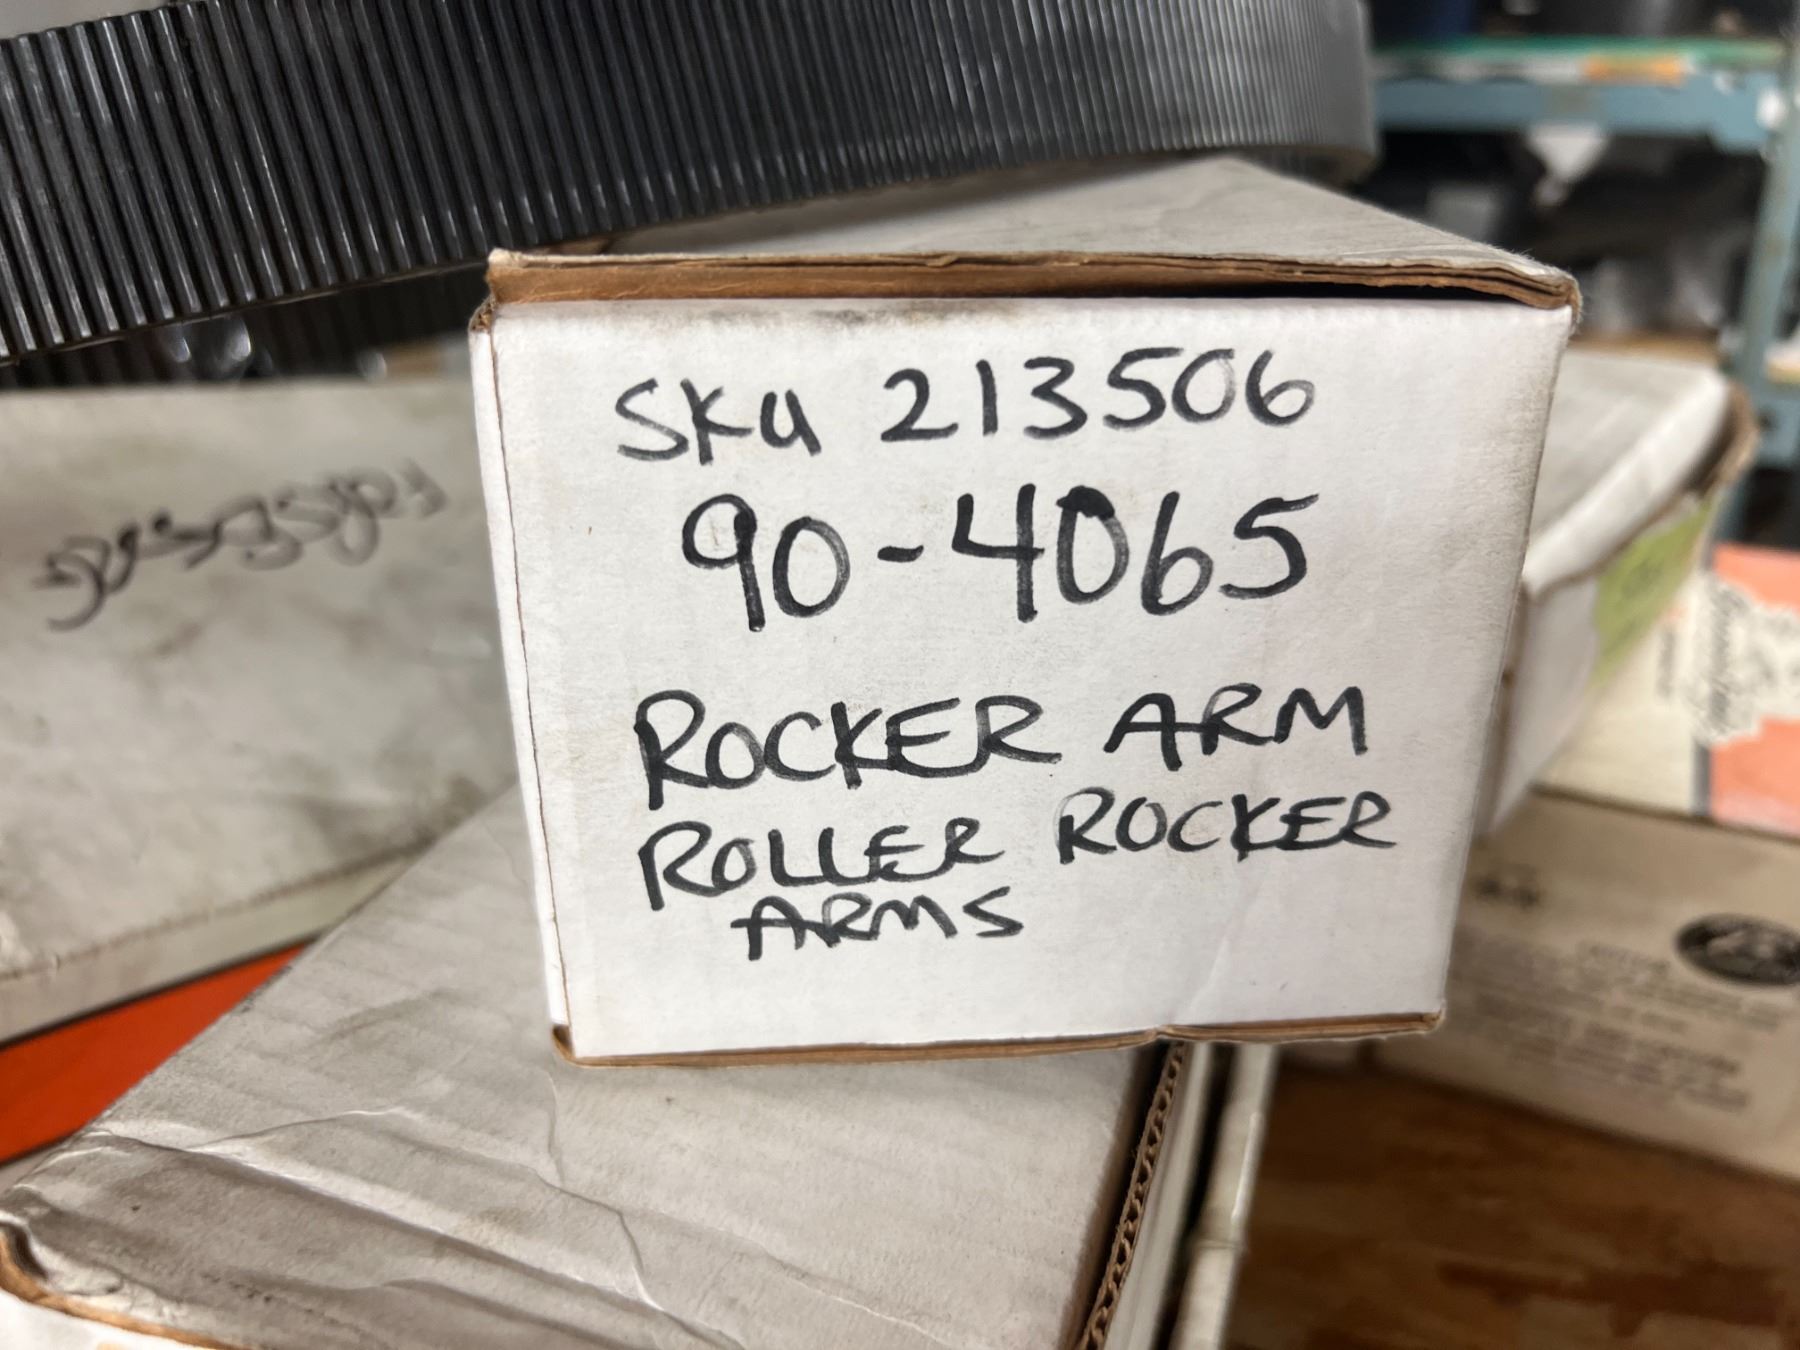 SKU 213506
90-4065
ROCKER ARM
ROLLER ROCKER
ARMS